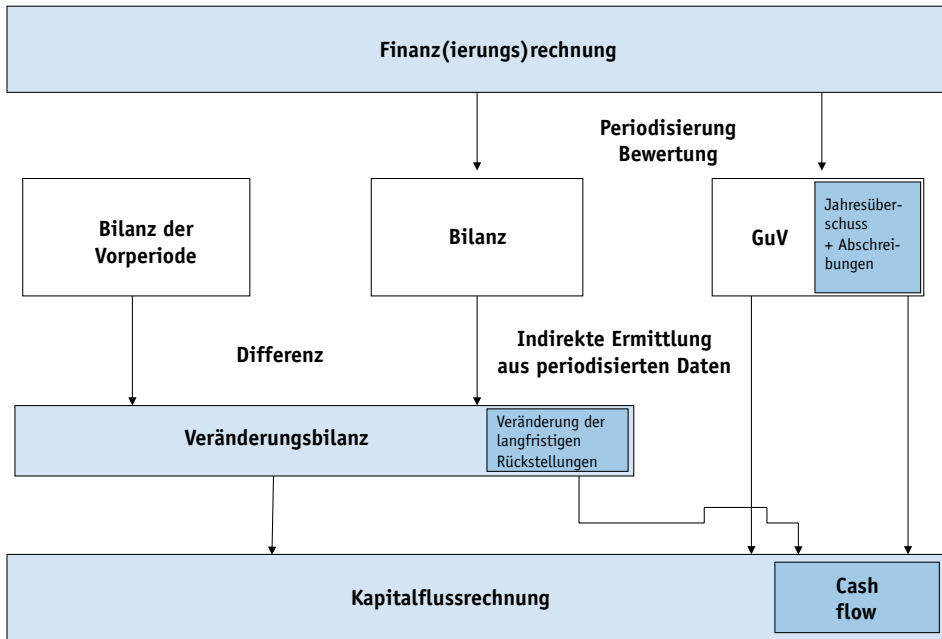 Finanz(ierungs)rechnung
Periodisierung
Bewertung
Bilanz der
Vorperiode
Bilanz
GuV
Jahresüber-
schuss
+ Abschrei-
bungen
Differenz
Indirekte Ermittlung
aus periodisierten Daten
Veränderungsbilanz
Veränderung der
langfristigen
Rückstellungen
Kapitalflussrechnung
Cash
flow